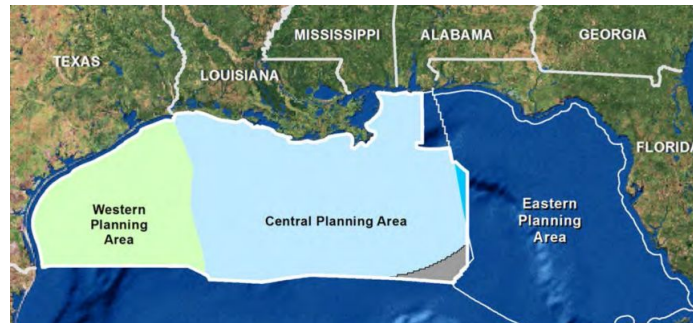 MISSISSIPPI
ALABAMA
GEORGIA
TEXAS
LOUISIANA
FLORIDA
Western
Planning
Area
Central Planning Area
Eastern
Planning
Area